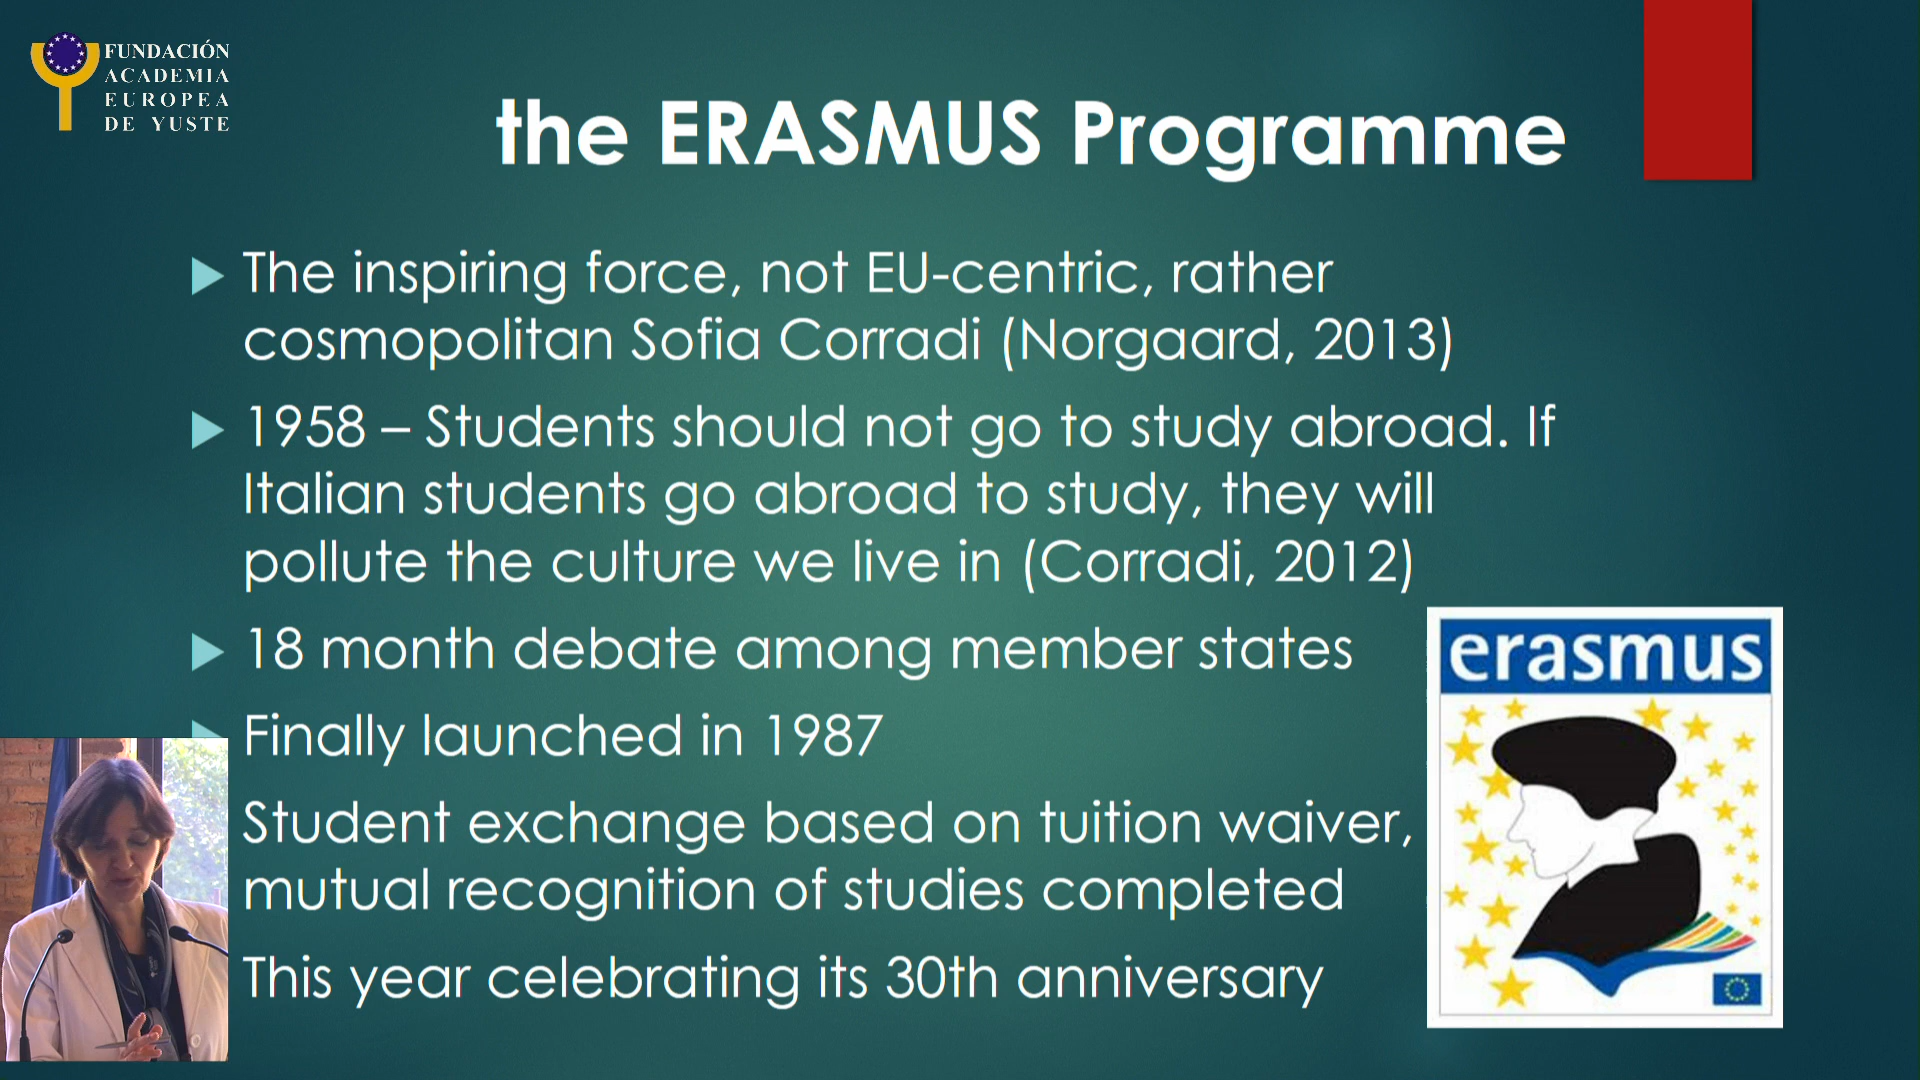 FUNDACIÓN
ACADEMIA
EUROPEA
DE YUSTE
the ERASMUS Programme
The inspiring force, not EU-centric, rather
cosmopolitan Sofia Corradi (Norgaard, 2013)
1958 – Students should not go to study abroad. If
Italian students go abroad to study, they will
pollute the culture we live in (Corradi, 2012)
18 month debate among member states
Finally launched in 1987
Student exchange based on tuition waiver,
mutual recognition of studies completed
This year celebrating its 30th anniversary
erasmus